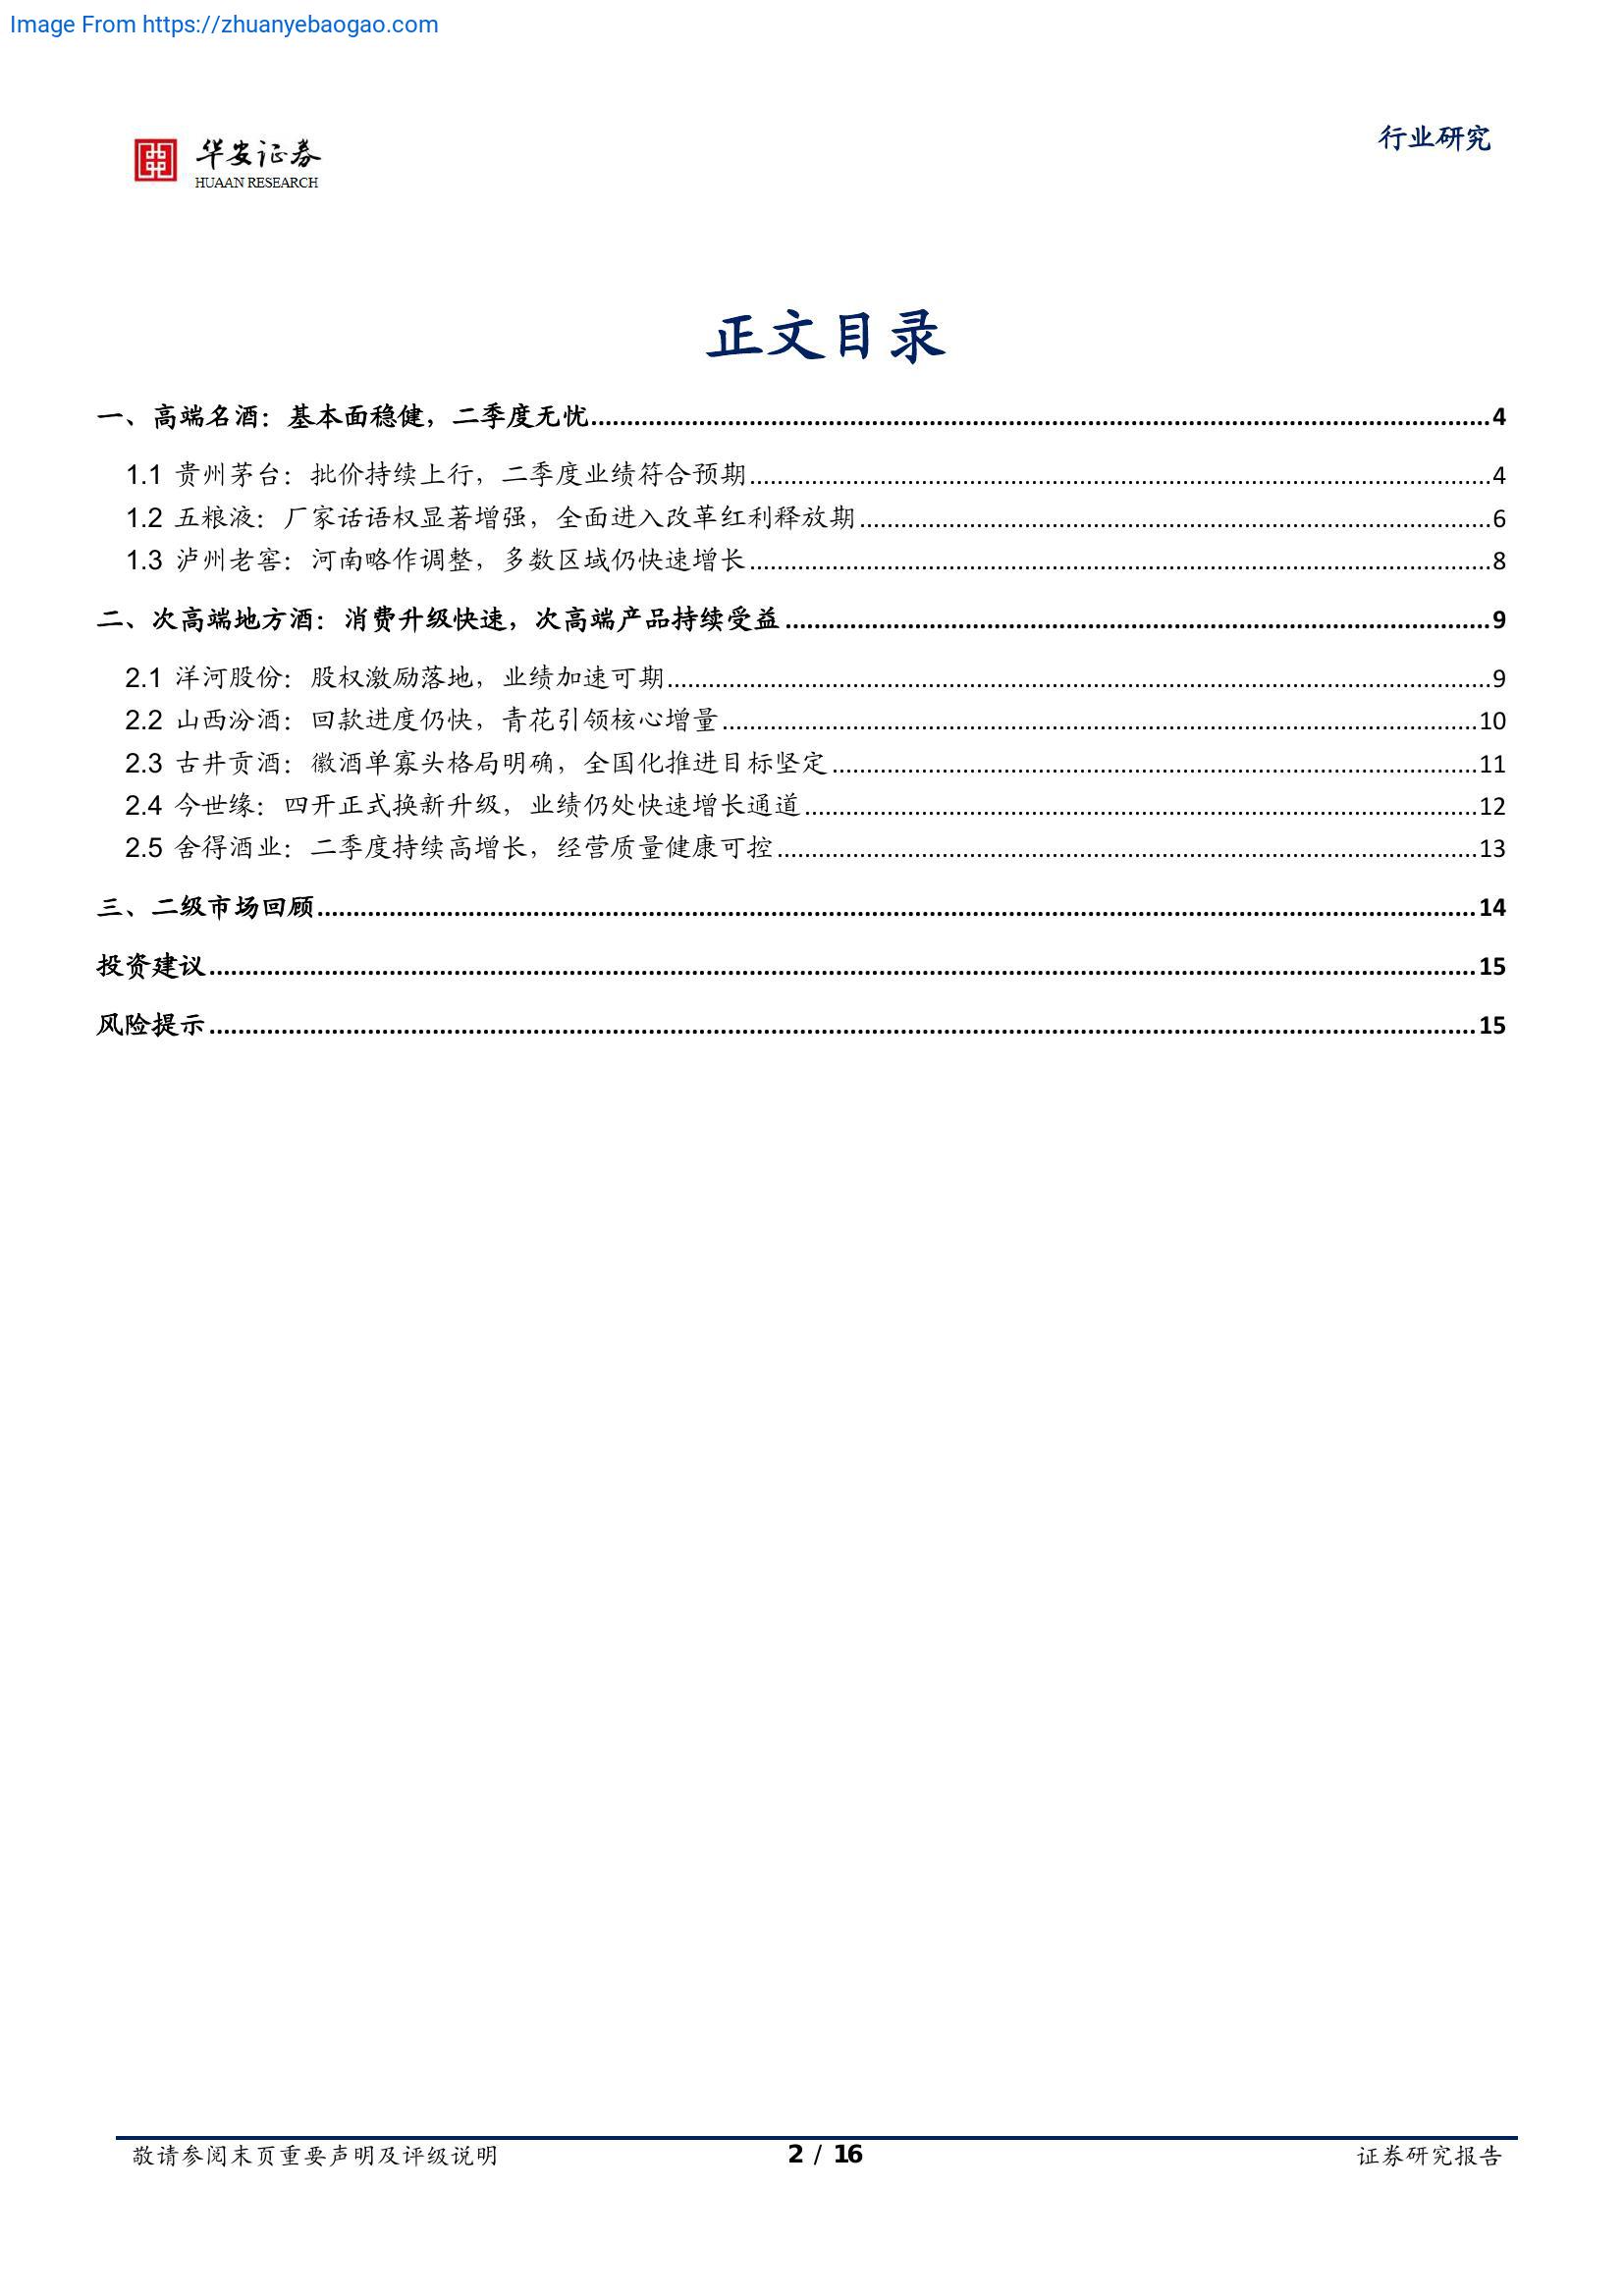 Image From https://zhuanyebaogao.com
华安证券
HUAAN RESEARCH
行业研究
正文目录
一、高端名酒：基本面稳健，二季度无忧........................................4
1.1 贵州茅台：批价持续上行，二季度业绩符合预期........................................4
1.2 五粮液：厂家话语权显著增强，全面进入改革红利释放期........................................6
1.3 泸州老窖：河南略作调整，多数区域仍快速增长........................................8
二、次高端地方酒：消费升级快速，次高端产品持续受益........................................9
2.1 洋河股份：股权激励落地，业绩加速可期........................................9
2.2 山西汾酒：回款进度仍快，青花引领核心增量........................................10
2.3 古井贡酒：徽酒单寡头格局明确，全国化推进目标坚定........................................11
2.4 今世缘：四开正式换新升级，业绩仍处快速增长通道........................................12
2.5 舍得酒业：二季度持续高增长，经营质量健康可控........................................13
三、二级市场回顾........................................14
投资建议........................................15
风险提示........................................15
敬请参阅末页重要声明及评级说明
2 / 16
证券研究报告